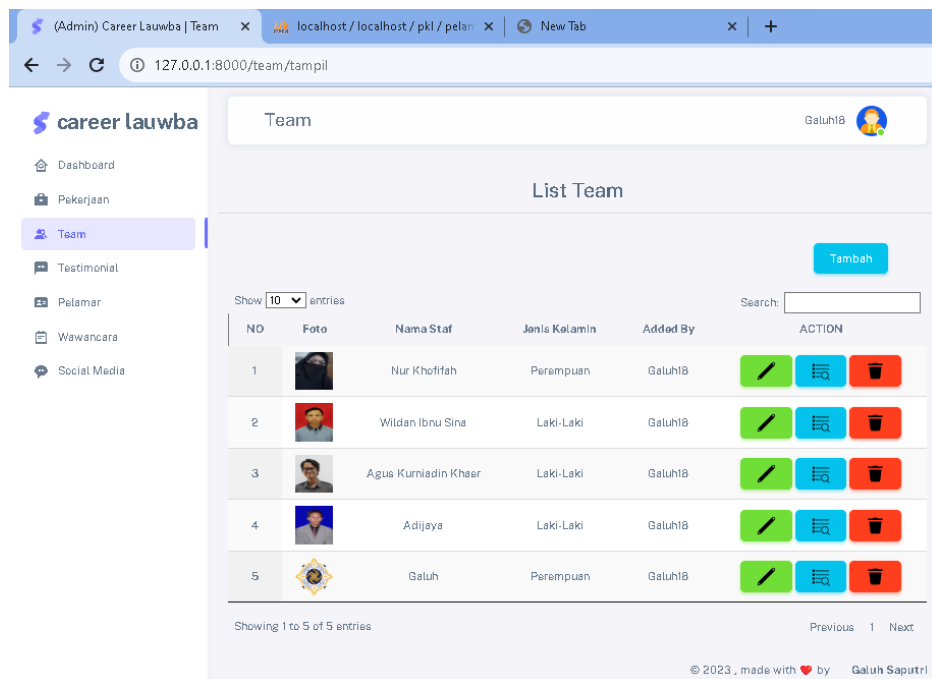 (Admin) Career Lauwba | Team
localhost / localhost / pkl / pelam
New Tab
127.0.0.1:8000/team/tampil
career lauwba
Dashboard
Pekerjaan
Team
Testimonial
Pelamar
Wawancara
Social Media
Team
Galuh18
List Team
Tambah
Show 10 entries
Search:
NO Foto Nama Staf Jenis Kelamin Added By ACTION
1 Nur Khofifah Perempuan Galuh18
2 Wildan Ibnu Sina Laki-Laki Galuh18
3 Agus Kurniadin Khaer Laki-Laki Galuh18
4 Adijaya Laki-Laki Galuh18
5 Galuh Perempuan Galuh18
Showing 1 to 5 of 5 entries
Previous 1 Next
© 2023 , made with ❤ by Galuh Saputri